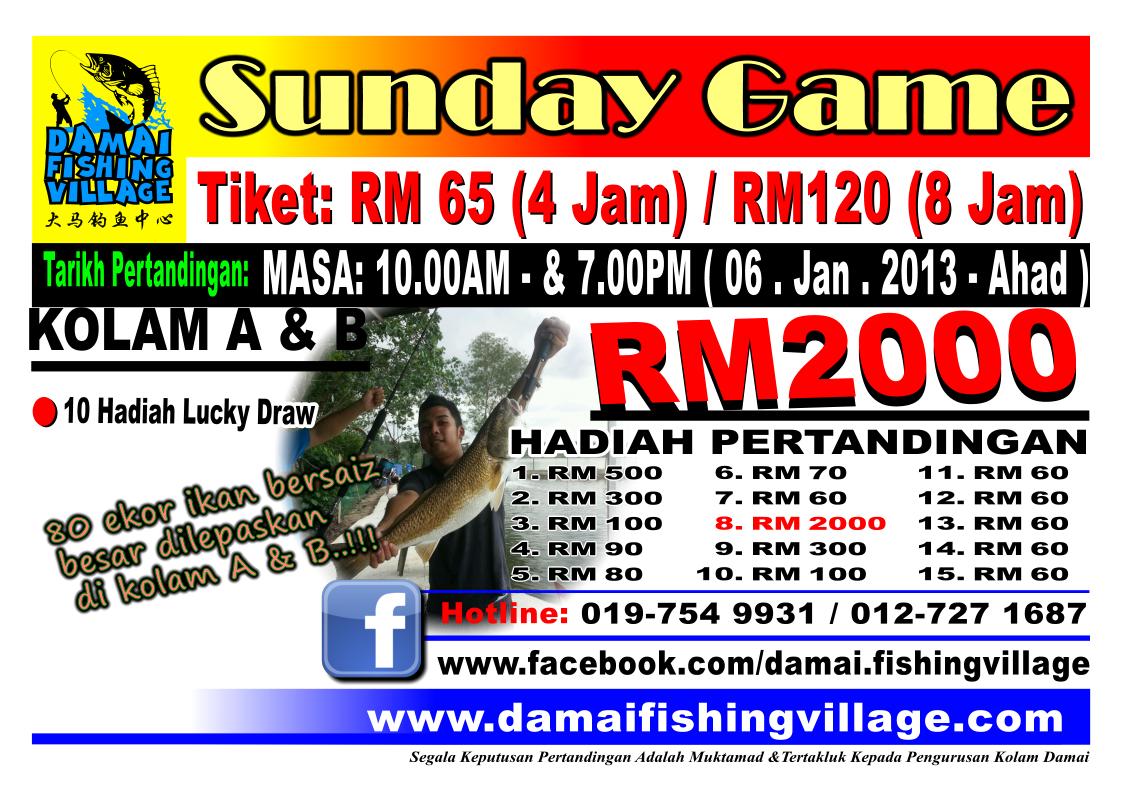 Sunday Game
DAMAI
FISHING
VILLAGE
大马钓鱼中心
Tiket: RM 65 (4 Jam) / RM120 (8 Jam)
Tarikh Pertandingan: MASA: 10.00AM - & 7.00PM ( 06 . Jan . 2013 - Ahad )
KOLAM A & B
RM2000
10 Hadiah Lucky Draw
80 ekor ikan bersaiz
besar dilepaskan
di kolam A & B..!!!
HADIAH PERTANDINGAN
1. RM 500 6. RM 70 11. RM 60
2. RM 300 7. RM 60 12. RM 60
3. RM 100 8. RM 2000 13. RM 60
4. RM 90 9. RM 300 14. RM 60
5. RM 80 10. RM 100 15. RM 60
f
Hotline: 019-754 9931 / 012-727 1687
www.facebook.com/damai.fishingvillage
www.damaifishingvillage.com
Segala Keputusan Pertandingan Adalah Muktamad &Tertakluk Kepada Pengurusan Kolam Damai